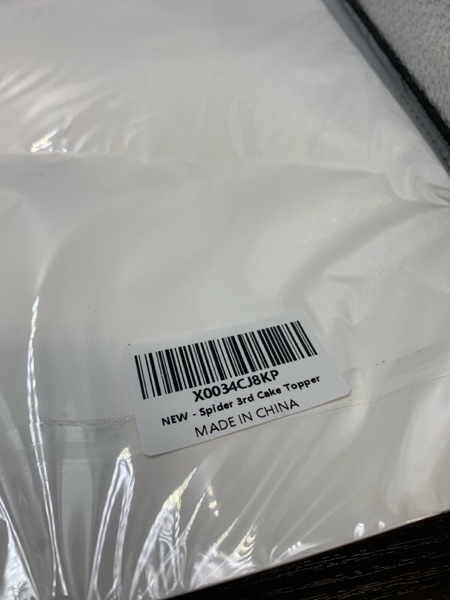 X0034CJ8KP
NEW - Spider 3rd Cake Topper
MADE IN CHINA